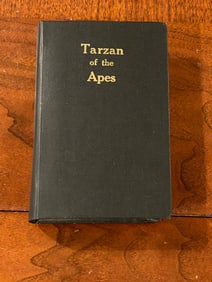 Tarzan
of the
Apes